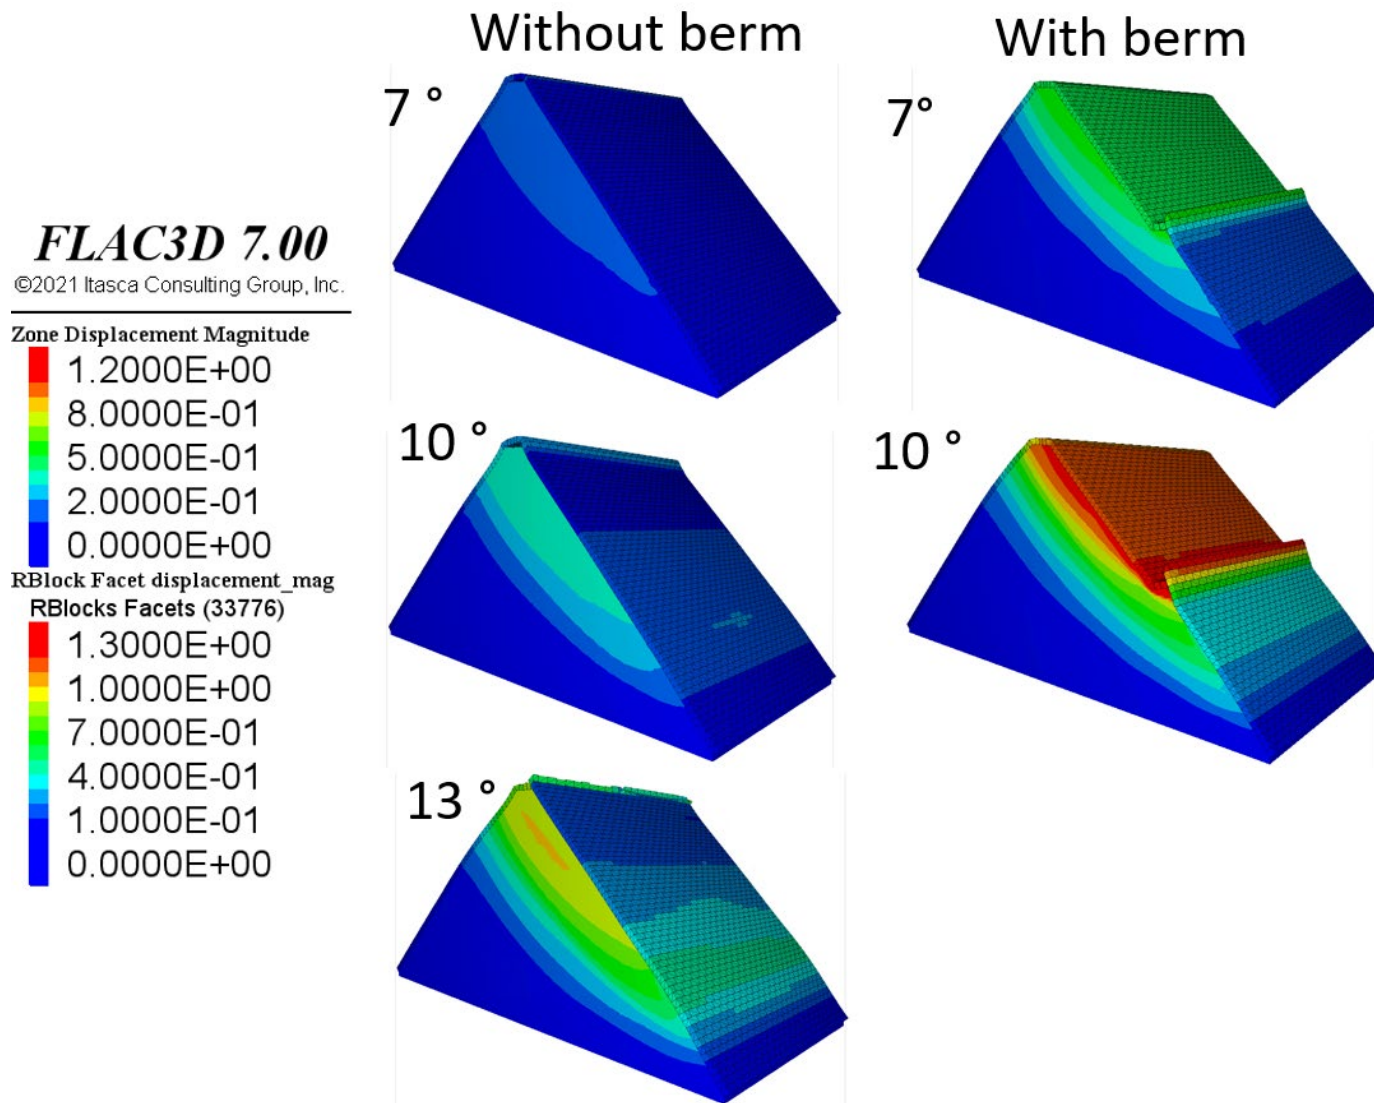 Without berm
With berm
7 °
7°
FLAC3D 7.00
©2021 Itasca Consulting Group, Inc.
Zone Displacement Magnitude
1.2000E+00
8.0000E-01
5.0000E-01
2.0000E-01
0.0000E+00
RBlock Facet displacement_mag
RBlocks Facets (33776)
1.3000E+00
1.0000E+00
7.0000E-01
4.0000E-01
1.0000E-01
0.0000E+00
10 °
10 °
13 °